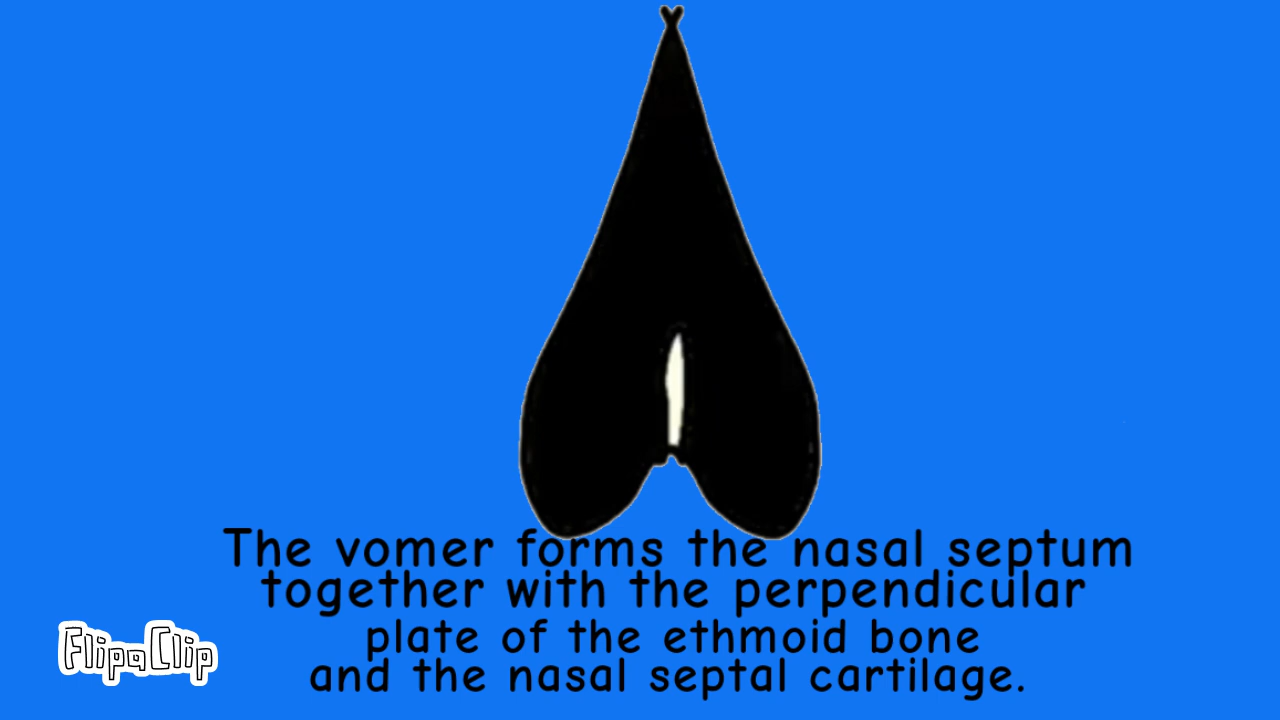 The vomer forms the nasal septum
together with the perpendicular
plate of the ethmoid bone
and the nasal septal cartilage.
FlipaClip